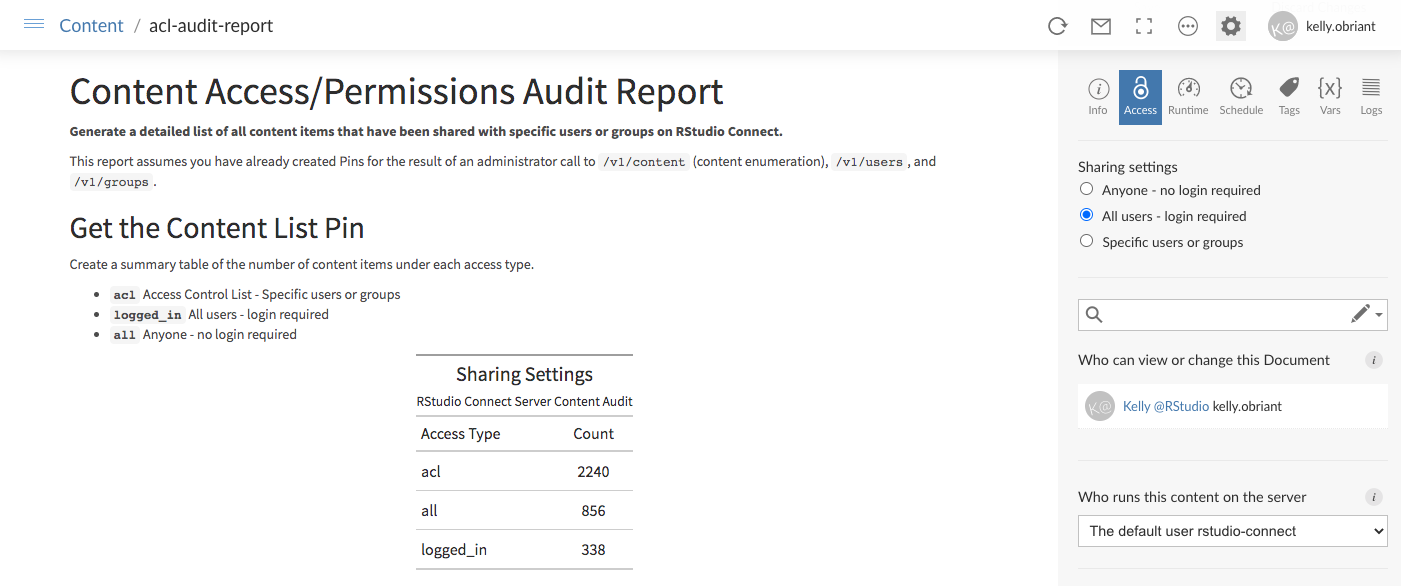 Content / acl-audit-report
kelly.obriant
Content Access/Permissions Audit Report
Generate a detailed list of all content items that have been shared with specific users or groups on RStudio Connect.
This report assumes you have already created Pins for the result of an administrator call to /v1/content (content enumeration), /v1/users , and
/v1/groups .
Get the Content List Pin
Create a summary table of the number of content items under each access type.
acl Access Control List - Specific users or groups
logged_in All users - login required
all Anyone - no login required
Sharing Settings
RStudio Connect Server Content Audit
Access Type Count
acl 2240
all 856
logged_in 338
Info Access Runtime Schedule Tags Vars Logs
Sharing settings
Anyone - no login required
All users - login required
Specific users or groups
Who can view or change this Document
K@ Kelly @RStudio kelly.obriant
Who runs this content on the server
The default user rstudio-connect